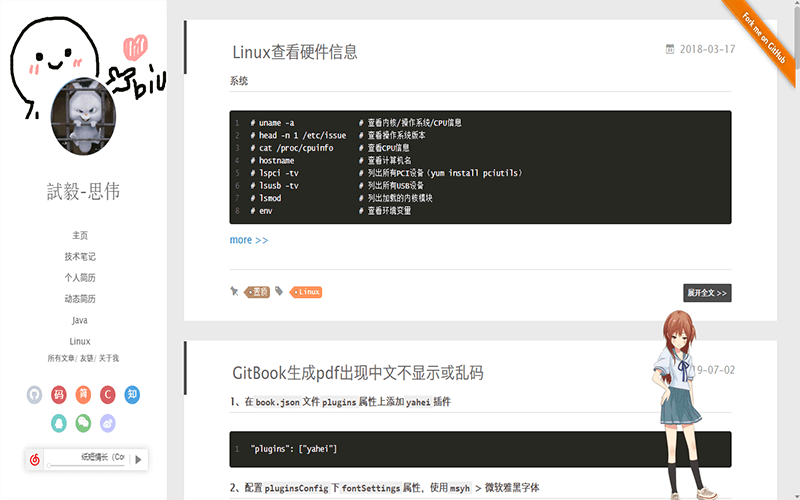 biu
試毅-思伟
主页
技术笔记
个人简历
动态简历
Java
Linux
所有文章/ 友链/ 关于我
码
简
C
知
纸短情长（Co
Fork me on GitHub
Linux查看硬件信息
2018-03-17
系统
1 # uname -a # 查看内核/操作系统/CPU信息
2 # head -n 1 /etc/issue # 查看操作系统版本
3 # cat /proc/cpuinfo # 查看CPU信息
4 # hostname # 查看计算机名
5 # lspci -tv # 列出所有PCI设备 (yum install pciutils)
6 # lsusb -tv # 列出所有USB设备
7 # lsmod # 列出加载的内核模块
8 # env # 查看环境变量
more >>
置顶
Linux
展开全文 >>
GitBook生成pdf出现中文不显示或乱码
9-07-02
1、在 book.json 文件 plugins 属性上添加 yahei 插件
1 "plugins": ["yahei"]
2、配置 pluginsConfig 下 fontSettings 属性，使用 msyh > 微软雅黑字体